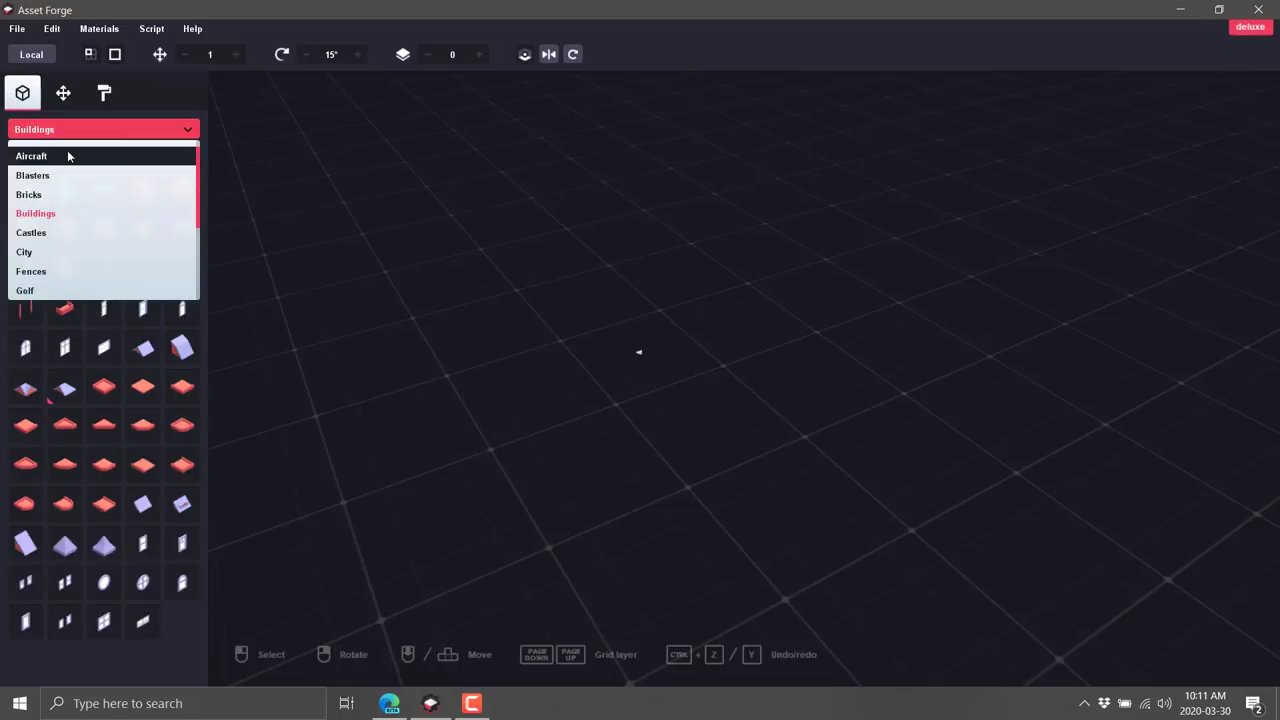 Asset Forge
File Edit Materials Script Help
deluxe
Local 1 15° 0
Buildings
Aircraft
Blasters
Bricks
Buildings
Castles
City
Fences
Golf
Select Rotate / Move PAGE DOWN PAGE UP Grid layer CTRL + Z / Y Undo/redo
Type here to search
BETA
10:11 AM
2020-03-30
2